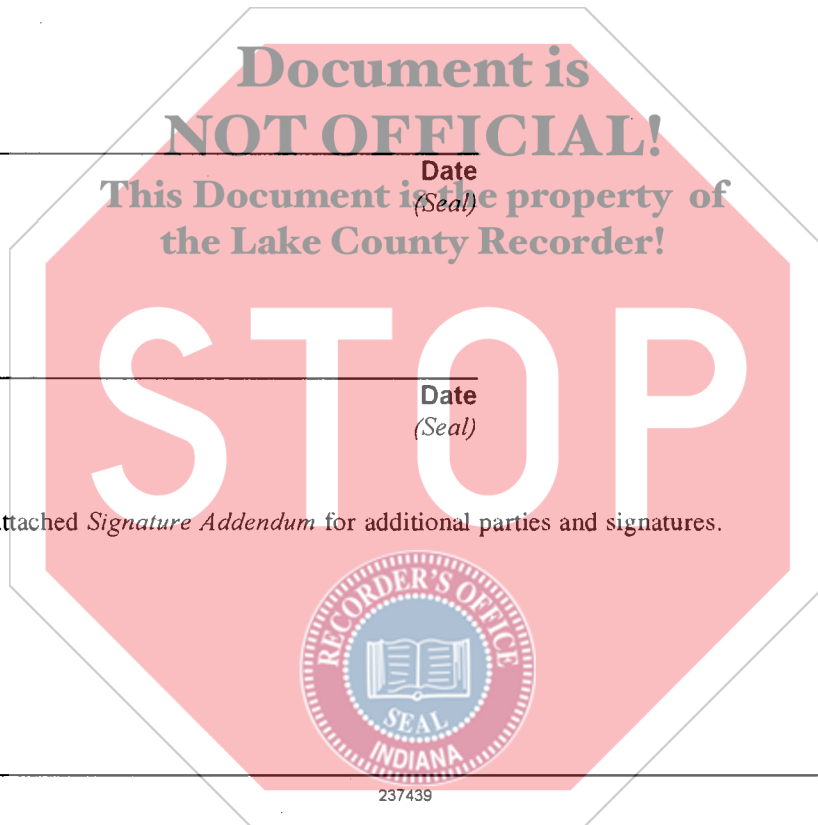 Document is
NOT OFFICIAL!
Date
This Document is the property of
(Seal)
the Lake County Recorder!
STOP
Date
(Seal)
ttached Signature Addendum for additional parties and signatures.
RECORDER'S OFFICE
SEAL
INDIANA
237439